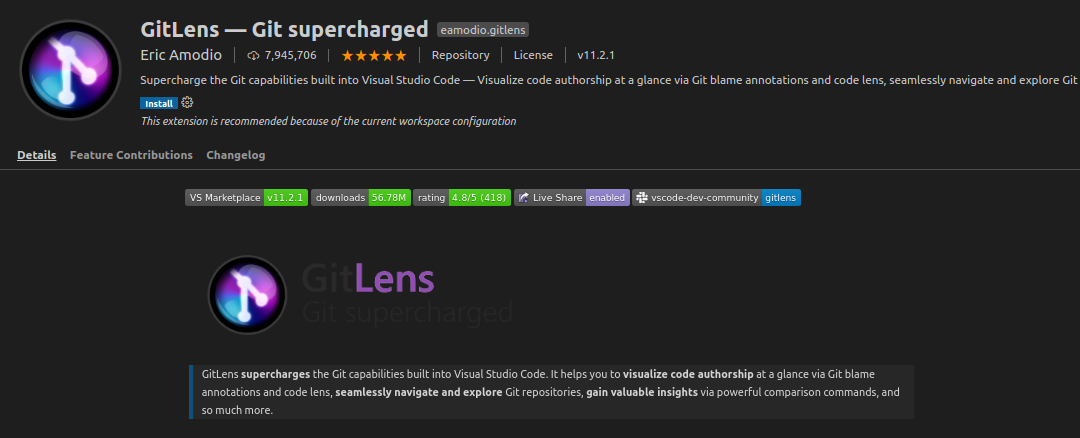 GitLens — Git supercharged eamodio.gitlens
Eric Amodio 7,945,706 Repository License v11.2.1
Supercharge the Git capabilities built into Visual Studio Code — Visualize code authorship at a glance via Git blame annotations and code lens, seamlessly navigate and explore Git
Install
This extension is recommended because of the current workspace configuration
Details Feature Contributions Changelog
VS Marketplace v11.2.1 downloads 56.78M rating 4.8/5 (418) Live Share enabled vscode-dev-community gitlens
GitLens
Git supercharged
GitLens supercharges the Git capabilities built into Visual Studio Code. It helps you to visualize code authorship at a glance via Git blame
annotations and code lens, seamlessly navigate and explore Git repositories, gain valuable insights via powerful comparison commands, and
so much more.